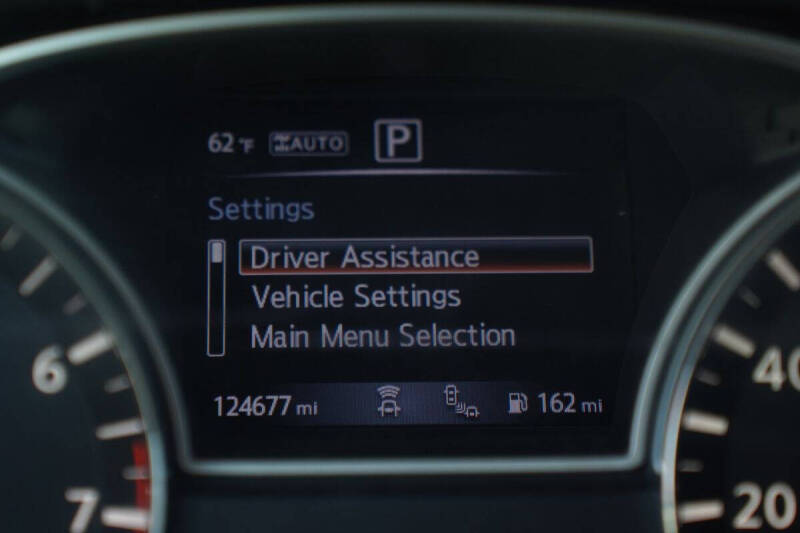 62°F AUTO P
Settings
Driver Assistance
Vehicle Settings
Main Menu Selection
124677 mi 162 mi
6
7
40
20